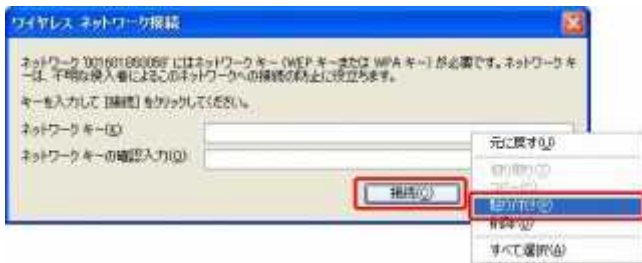 ワイヤレス ネットワーク接続
ネットワーク '001601860068' にはネットワーク キー (WEP キーまたは WPA キー) が必要です。ネットワーク キ
ーは、不明な侵入者によるこのネットワークへの接続の防止に役立ちます。
キーを入力して [接続] をクリックしてください。
ネットワーク キー(K)
ネットワーク キーの確認入力(O)
接続(C)
元に戻す(U)
切り取り(T)
コピー(C)
貼り付け(P)
削除(D)
すべて選択(A)